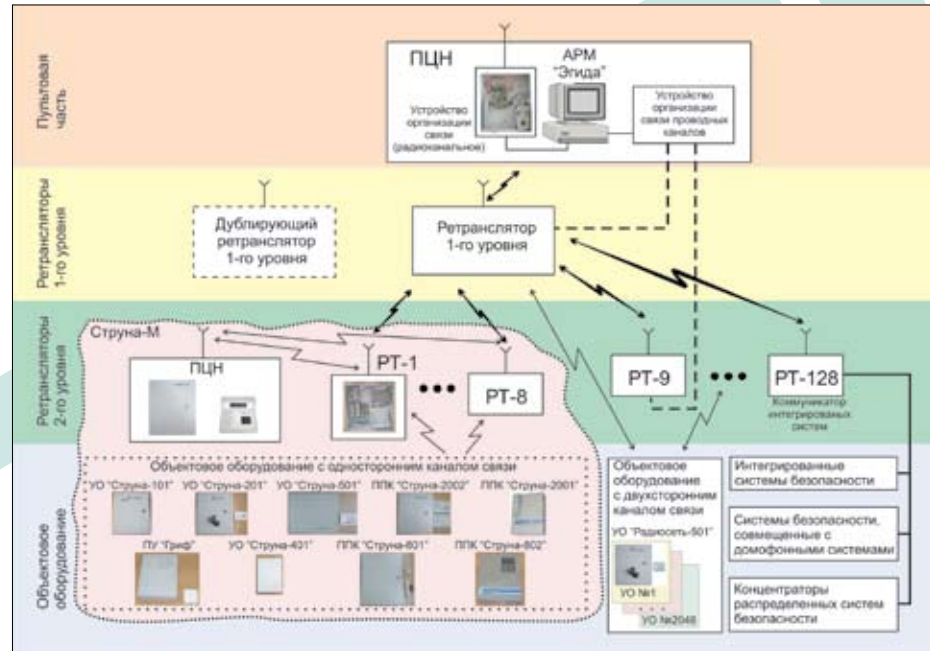 Пультовая
часть
ПЦН
АРМ
"Эгида"
Устройство
организации
связи
(радиоканальное)
Устройство
организации
связи проводных
каналов
Ретрансляторы
1-го уровня
Дублирующий
ретранслятор
1-го уровня
Ретранслятор
1-го уровня
Ретрансляторы
2-го уровня
Струна-М
ПЦН
РТ-1
РТ-8
РТ-9
РТ-128
Коммуникатор
интегрированых
систем
Объектовое
оборудование
Объектовое оборудование с односторонним каналом связи
УО "Струна-101" УО "Струна-201" УО "Струна-501" ППК "Струна-2002" ППК "Струна-2001"
ПУ "Гриф" УО "Струна-401" ППК "Струна-801" ППК "Струна-802"
Объектовое
оборудование
с двухсторонним
каналом связи
УО "Радиосеть-501"
УО №1
УО №2048
Интегрированные
системы безопасности
Системы безопасности,
совмещенные с
домофонными системами
Концентраторы
распределенных систем
безопасности